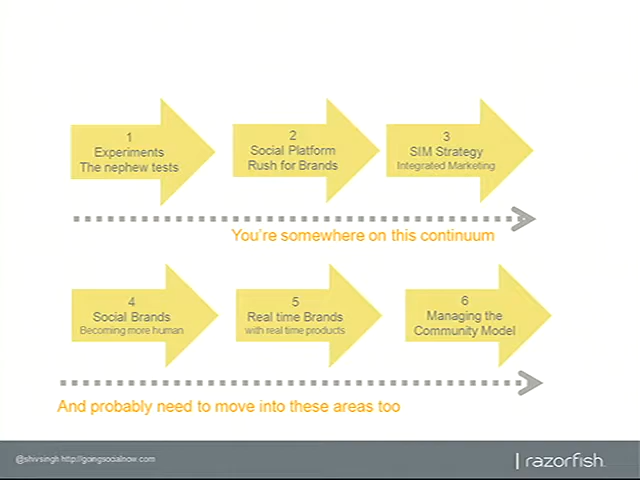 1
Experiments
The nephew tests
2
Social Platform
Rush for Brands
3
SIM Strategy
Integrated Marketing
You're somewhere on this continuum
4
Social Brands
Becoming more human
5
Real time Brands
with real time products
6
Managing the
Community Model
And probably need to move into these areas too
@shivsingh http://goingsocialnow.com
razorfish